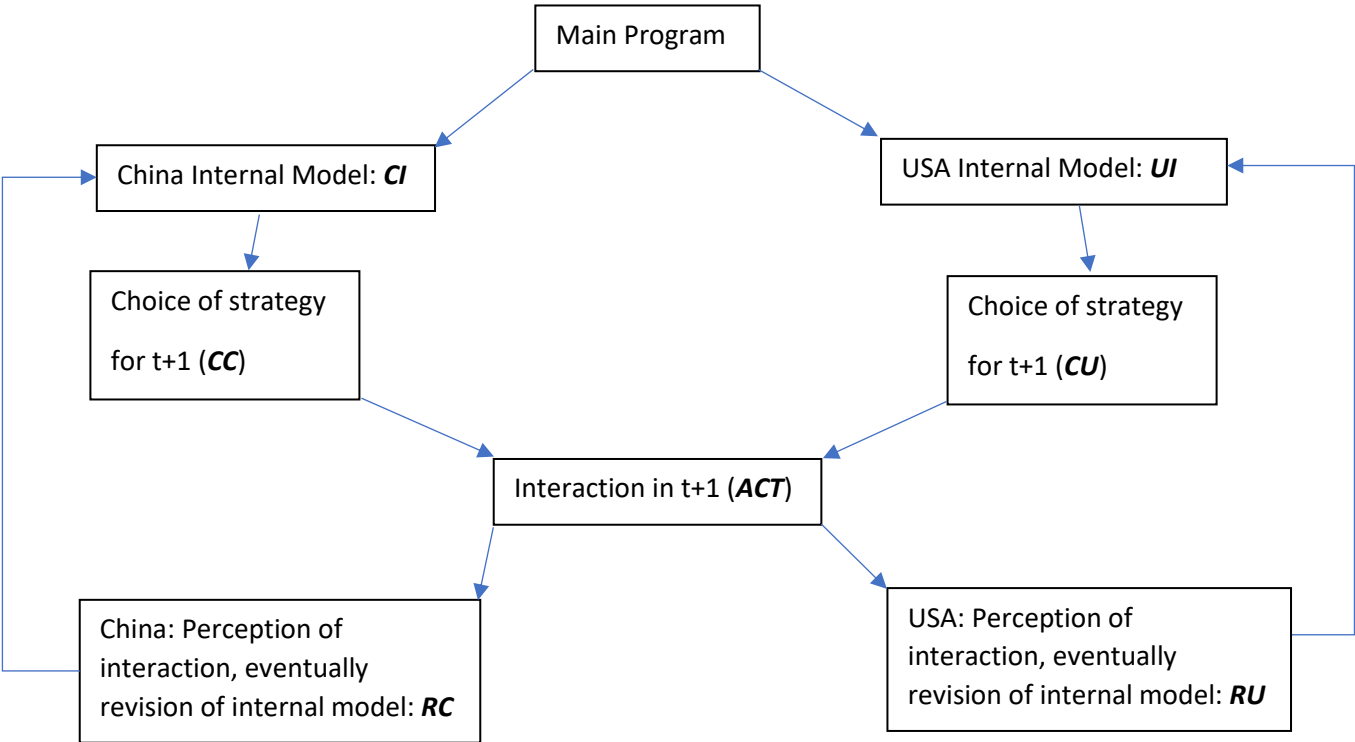 Main Program
China Internal Model: CI
USA Internal Model: UI
Choice of strategy
for t+1 (CC)
Choice of strategy
for t+1 (CU)
Interaction in t+1 (ACT)
China: Perception of
interaction, eventually
revision of internal model: RC
USA: Perception of
interaction, eventually
revision of internal model: RU